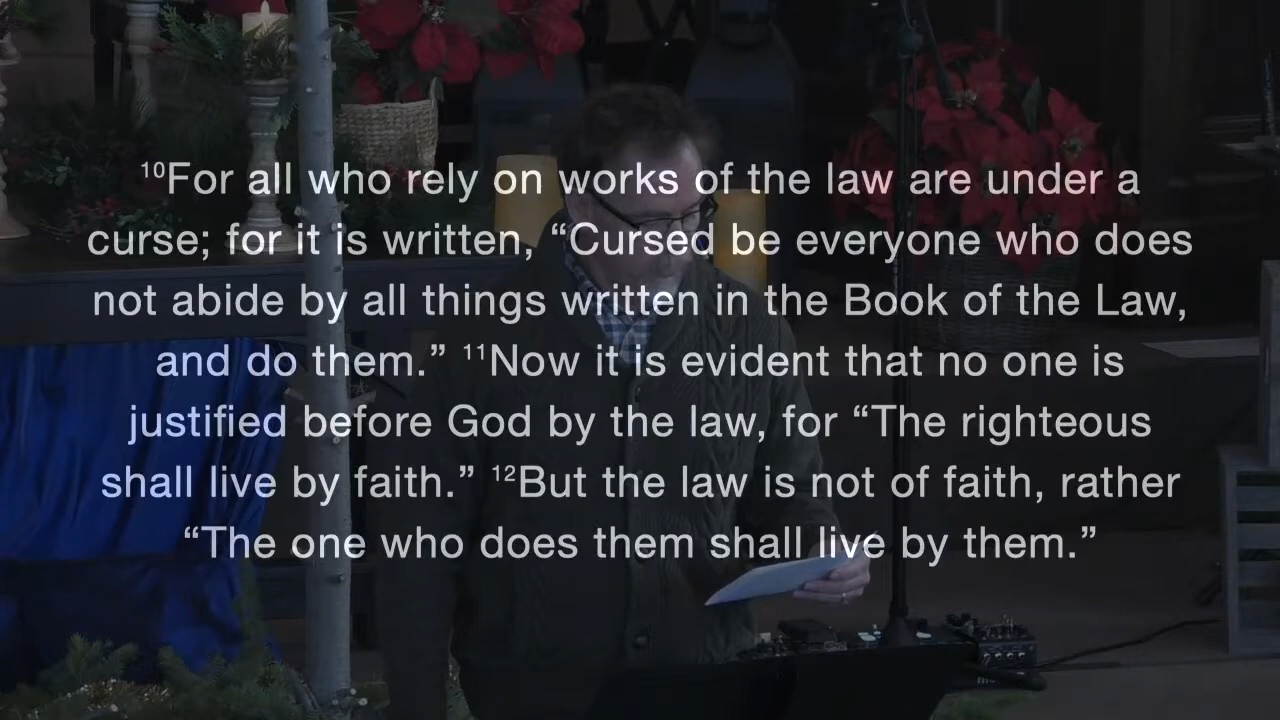 ¹⁰For all who rely on works of the law are under a
curse; for it is written, “Cursed be everyone who does
not abide by all things written in the Book of the Law,
and do them.” ¹¹Now it is evident that no one is
justified before God by the law, for “The righteous
shall live by faith.” ¹²But the law is not of faith, rather
“The one who does them shall live by them.”